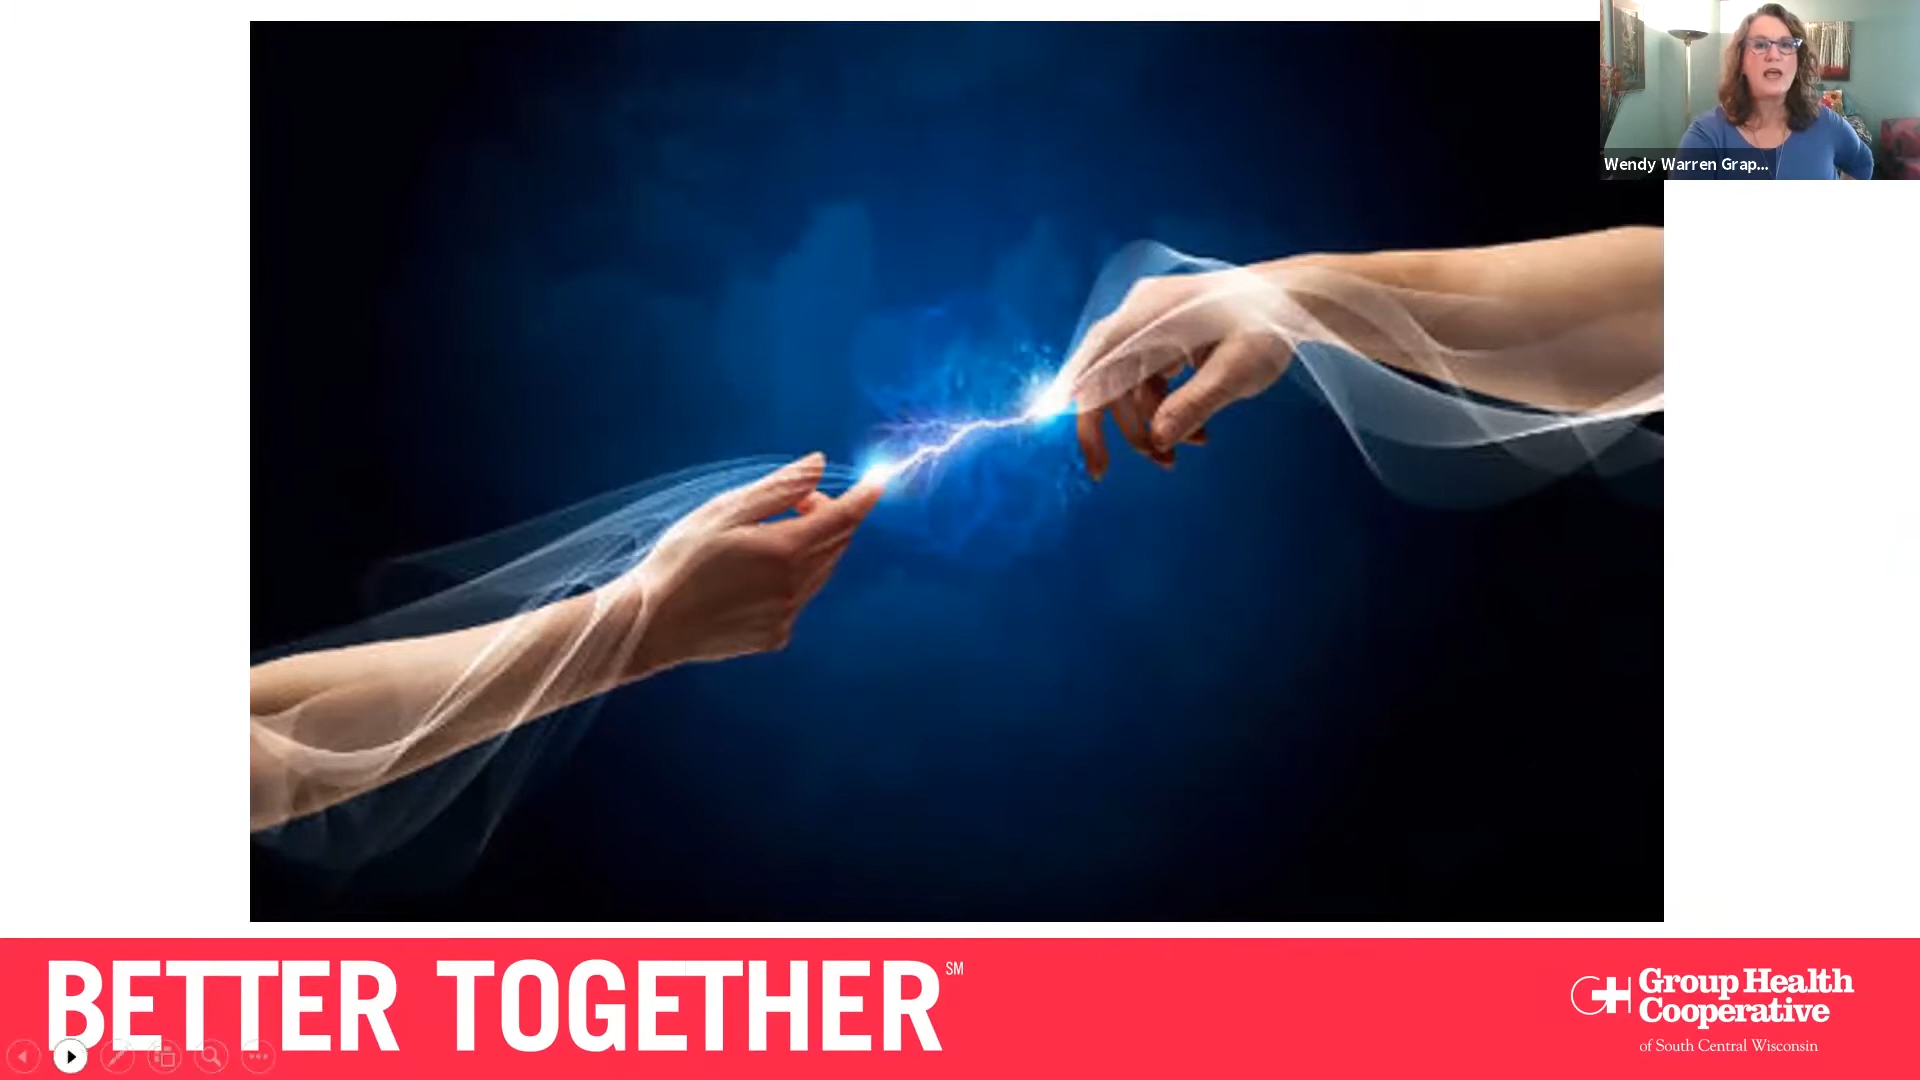 Wendy Warren Grap...
BETTER TOGETHER SM
Group Health
Cooperative
of South Central Wisconsin